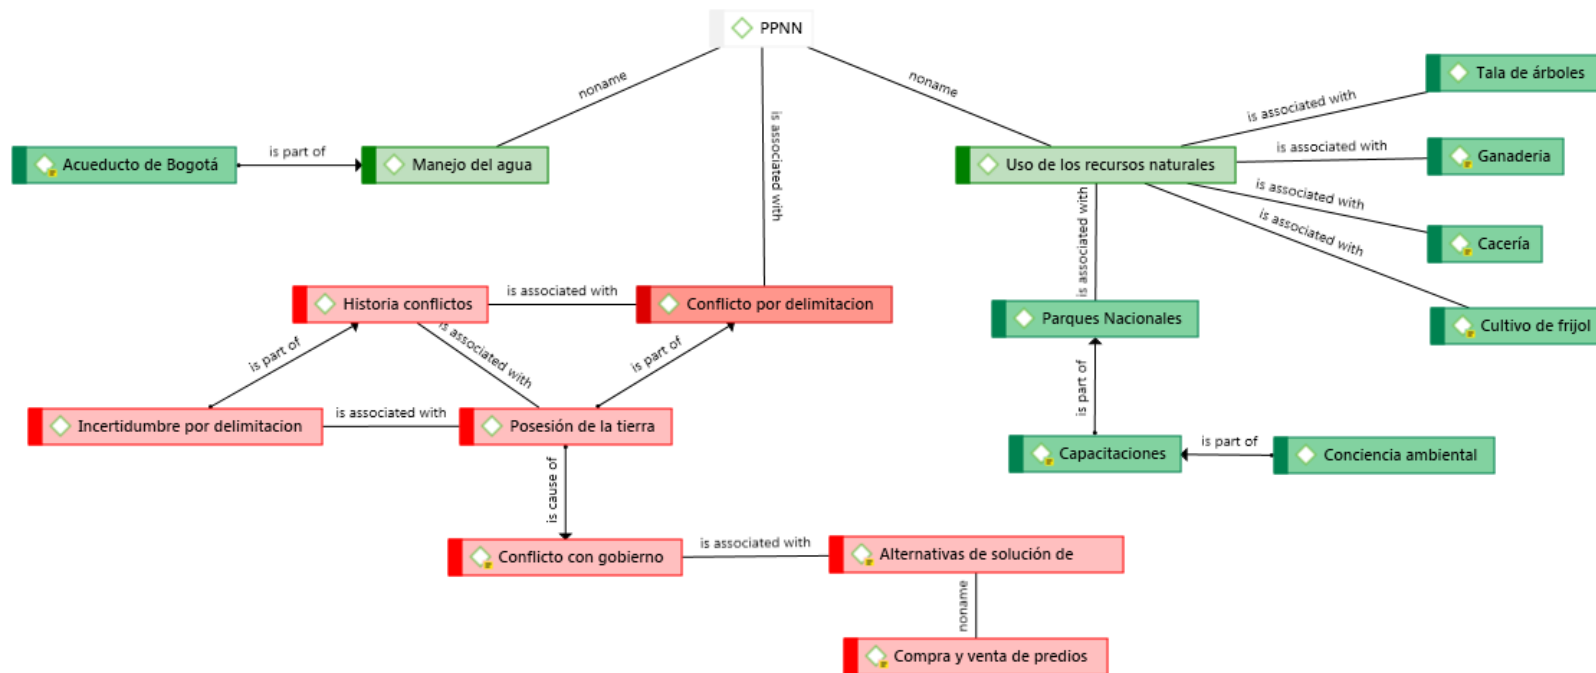 PPNN
noname
is associated with
noname
Tala de árboles
is associated with
Acueducto de Bogotá
is part of
Manejo del agua
Uso de los recursos naturales
is associated with
Ganaderia
is associated with
Cacería
is associated with
is associated with
Historia conflictos
is associated with
Conflicto por delimitacion
Parques Nacionales
Cultivo de frijol
is part of
is associated with
is part of
is part of
Incertidumbre por delimitacion
is associated with
Posesión de la tierra
Capacitaciones
is part of
Conciencia ambiental
is cause of
Conflicto con gobierno
is associated with
Alternativas de solución de
noname
Compra y venta de predios